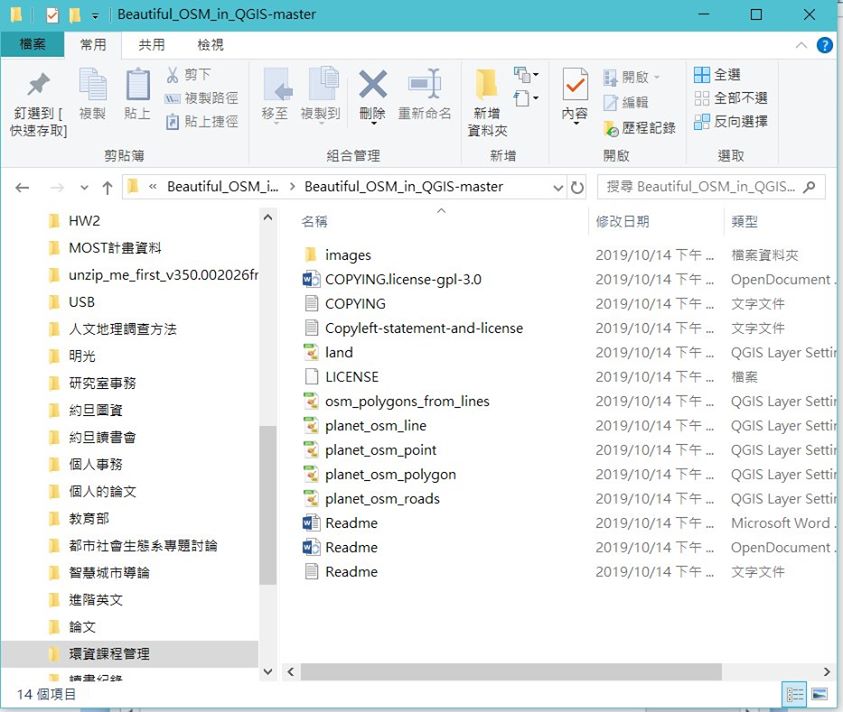 Beautiful_OSM_in_QGIS-master
檔案 常用 共用 檢視
釘選到 [快速存取]
複製
貼上
剪下
複製路徑
貼上捷徑
剪貼簿
移至
複製到
刪除
重新命名
組合管理
新增資料夾
新增
內容
開啟
編輯
歷程記錄
開啟
全選
全部不選
反向選擇
選取
« Beautiful_OSM_i... > Beautiful_OSM_in_QGIS-master
搜尋 Beautiful_OSM_in_QGIS...
HW2
MOST計畫資料
unzip_me_first_v350.002026fr
USB
人文地理調查方法
明光
研究室事務
約旦圖資
約旦讀書會
個人事務
個人的論文
教育部
都市社會生態系專題討論
智慧城市導論
進階英文
論文
環資課程管理
讀書紀錄
名稱 修改日期 類型
images 2019/10/14 下午 ... 檔案資料夾
COPYING.license-gpl-3.0 2019/10/14 下午 ... OpenDocument .
COPYING 2019/10/14 下午 ... 文字文件
Copyleft-statement-and-license 2019/10/14 下午 ... 文字文件
land 2019/10/14 下午 ... QGIS Layer Settin
LICENSE 2019/10/14 下午 ... 檔案
osm_polygons_from_lines 2019/10/14 下午 ... QGIS Layer Settin
planet_osm_line 2019/10/14 下午 ... QGIS Layer Settin
planet_osm_point 2019/10/14 下午 ... QGIS Layer Settin
planet_osm_polygon 2019/10/14 下午 ... QGIS Layer Settin
planet_osm_roads 2019/10/14 下午 ... QGIS Layer Settin
Readme 2019/10/14 下午 ... Microsoft Word .
Readme 2019/10/14 下午 ... OpenDocument .
Readme 2019/10/14 下午 ... 文字文件
14 個項目